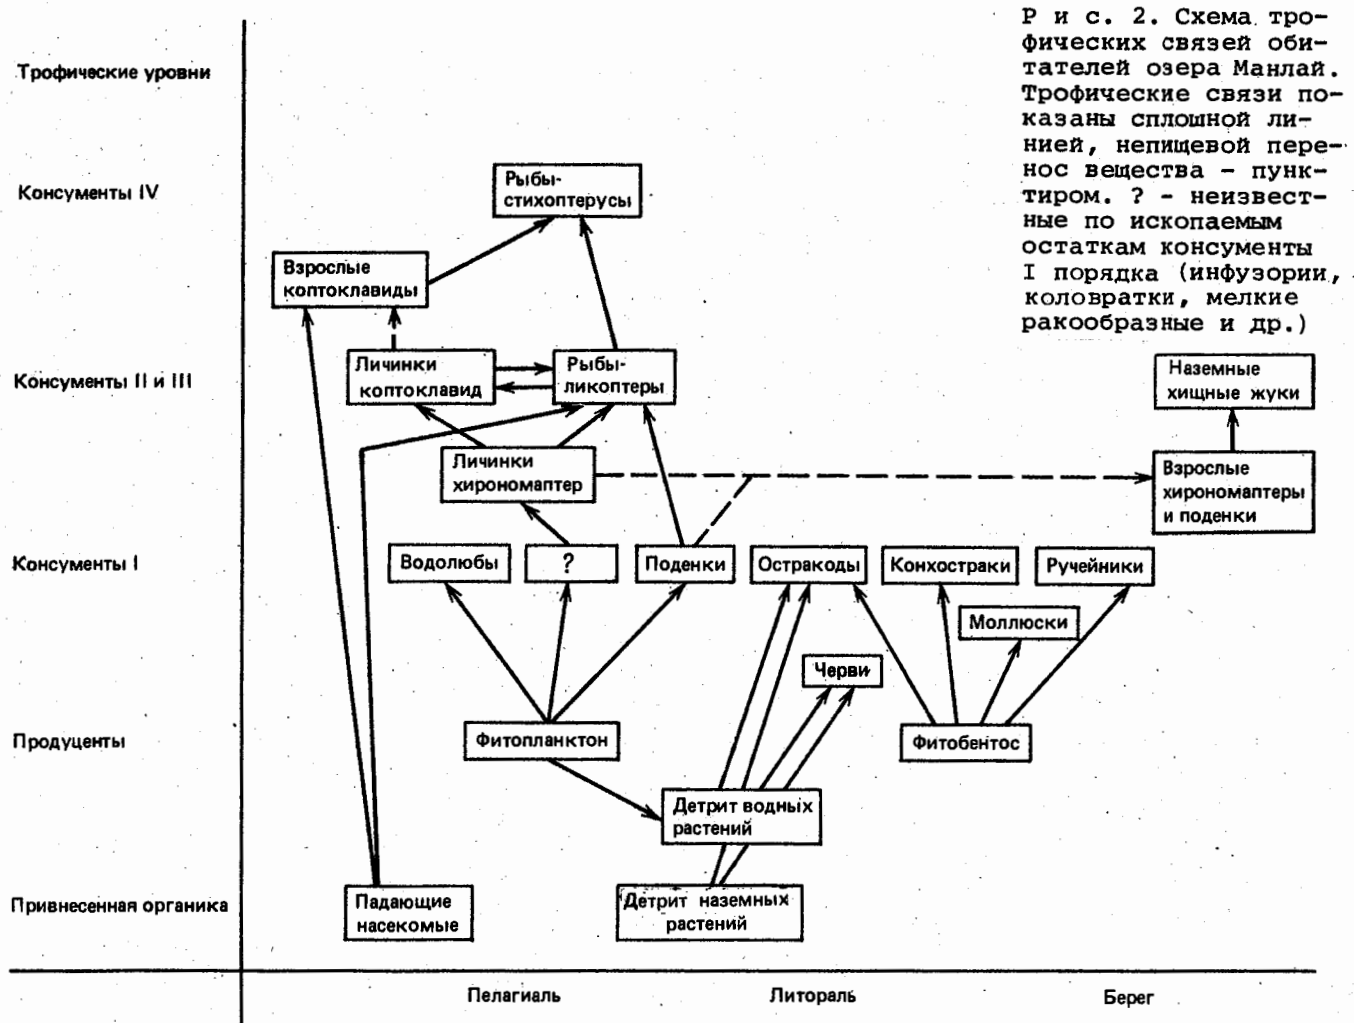 Р и с. 2. Схема тро-
фических связей оби-
тателей озера Манлай.
Трофические связи по-
казаны сплошной ли-
нией, непищевой пере-
нос вещества - пунк-
тиром. ? - неизвест-
ные по ископаемым
остаткам консументы
I порядка (инфузории,
коловратки, мелкие
ракообразные и др.)
Трофические уровни
Консументы IV
Рыбы-
стихоптерусы
Взрослые
коптоклавиды
Консументы II и III
Личинки
коптоклавид
Рыбы-
ликоптеры
Наземные
хищные жуки
Личинки
хирономаптер
Взрослые
хирономаптеры
и поденки
Консументы I
Водолюбы
?
Поденки
Остракоды
Конхостраки
Ручейники
Моллюски
Черви
Продуценты
Фитопланктон
Фитобентос
Детрит водных
растений
Привнесенная органика
Падающие
насекомые
Детрит наземных
растений
Пелагиаль
Литораль
Берег